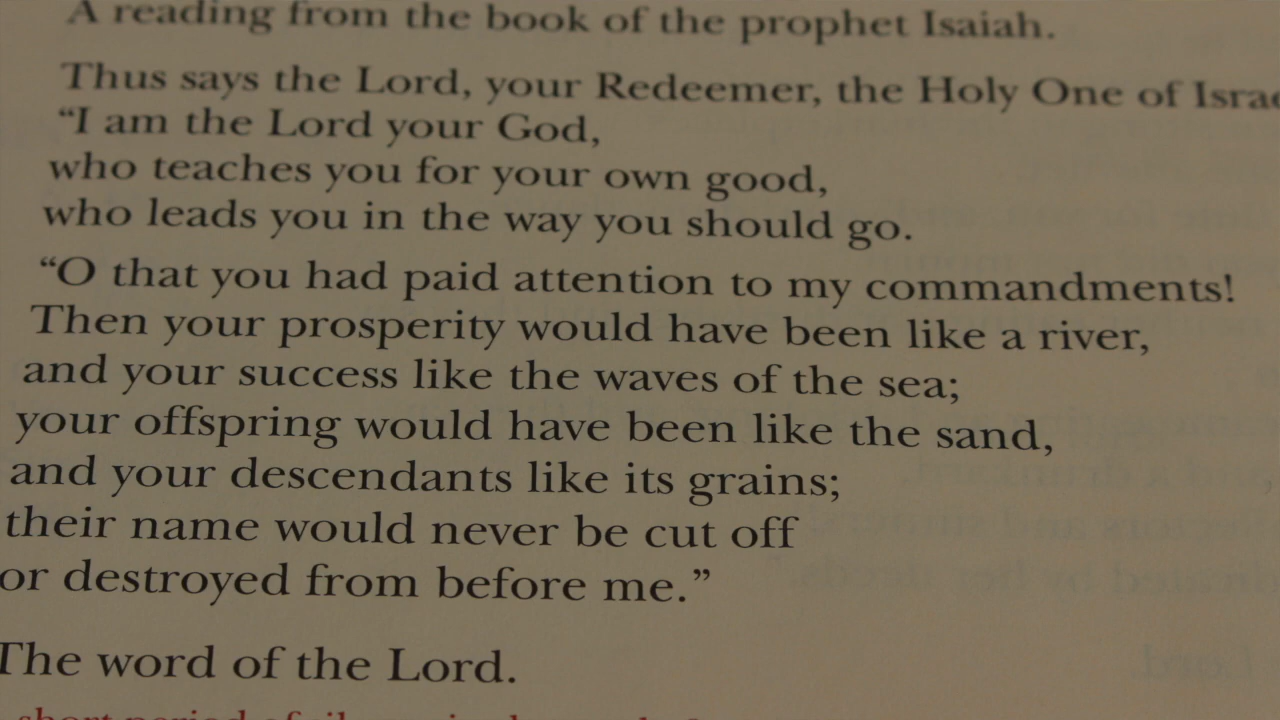 A reading from the book of the prophet Isaiah.
Thus says the Lord, your Redeemer, the Holy One of Israe
“I am the Lord your God,
who teaches you for your own good,
who leads you in the way you should go.
“O that you had paid attention to my commandments!
Then your prosperity would have been like a river,
and your success like the waves of the sea;
your offspring would have been like the sand,
and your descendants like its grains;
their name would never be cut off
or destroyed from before me.”
The word of the Lord.
short period of